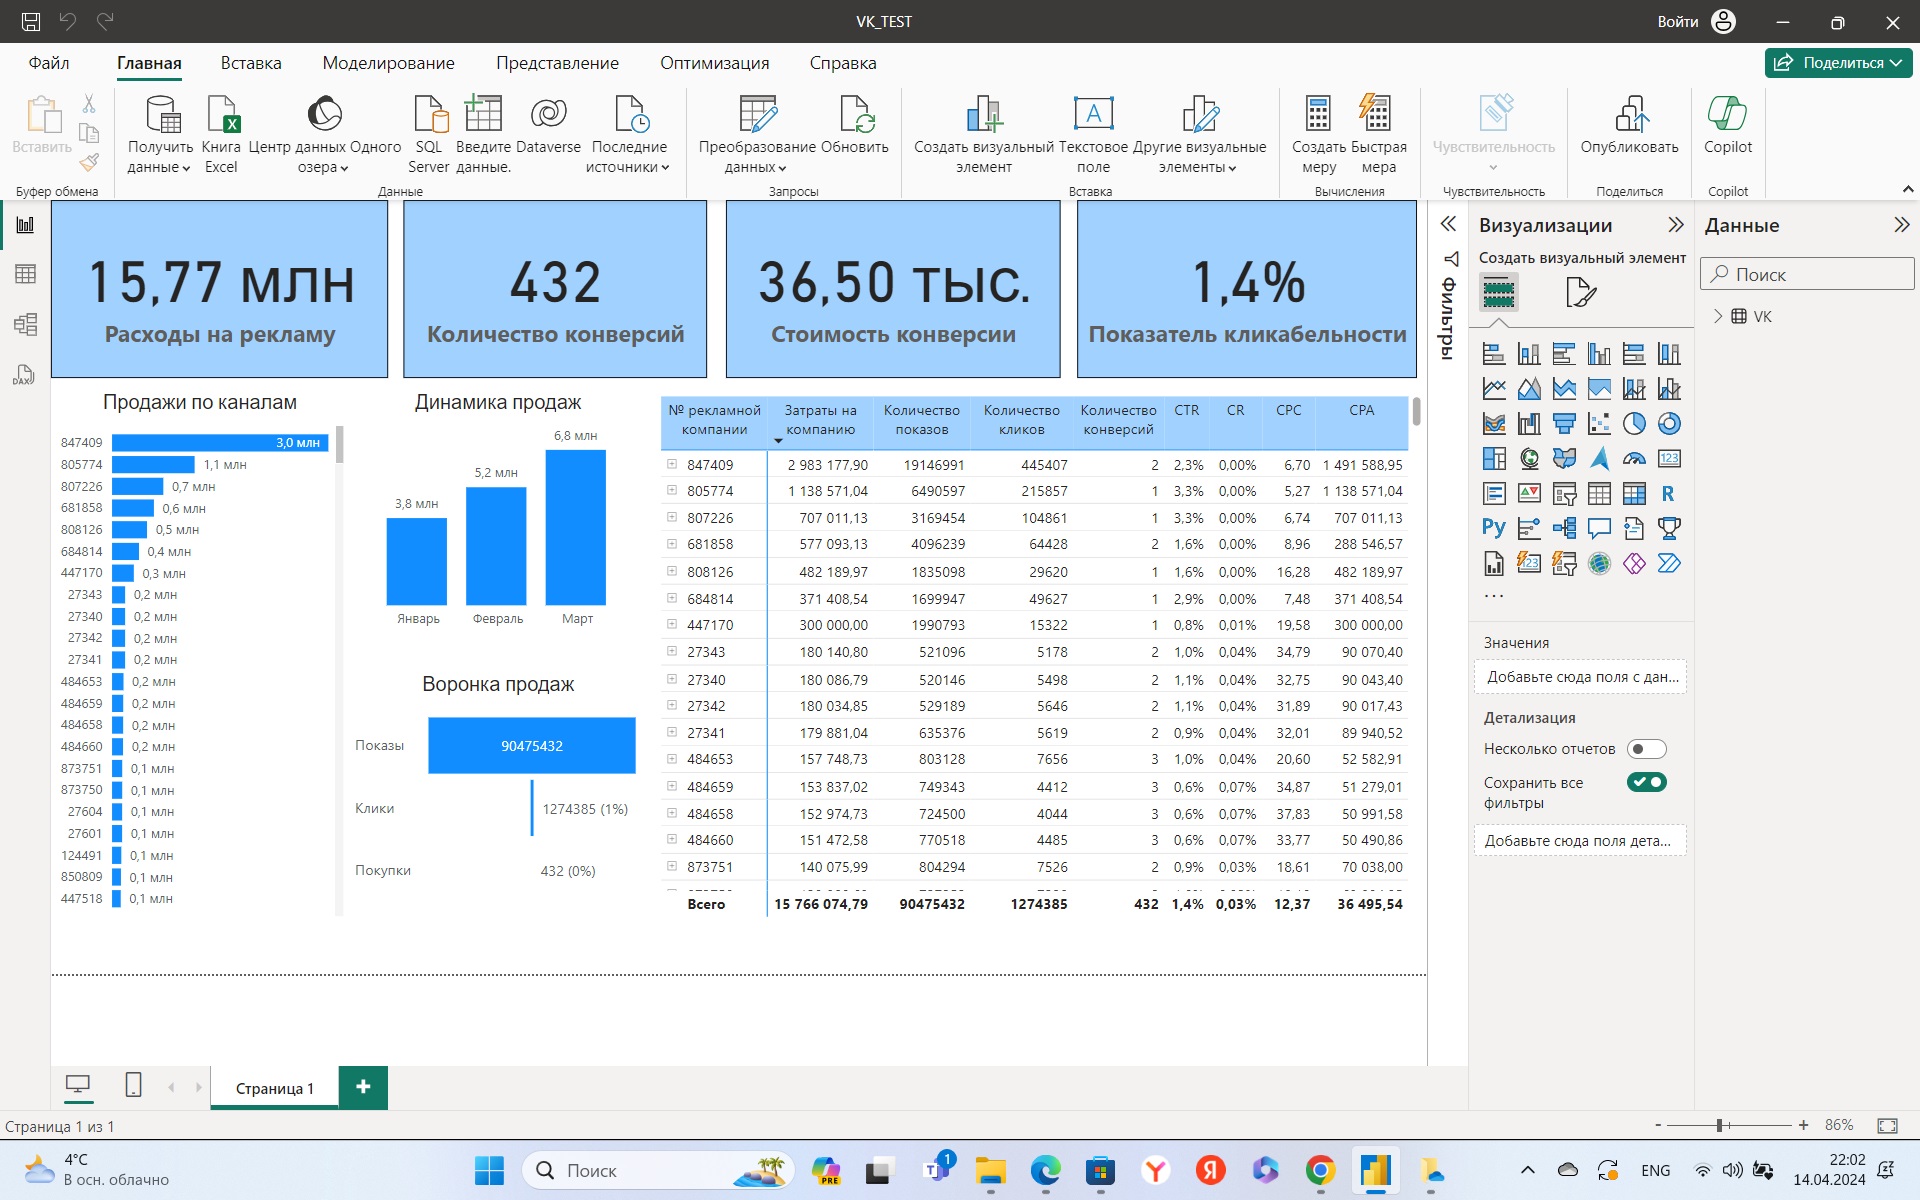 VK_TEST
Войти
Файл
Главная
Вставка
Моделирование
Представление
Оптимизация
Справка
Поделиться
Вставить
Получить данные
Книга Excel
Центр данных Одного озера
SQL Server
Введите данные.
Dataverse
Последние источники
Преобразование данных
Обновить
Создать визуальный элемент
Текстовое поле
Другие визуальные элементы
Создать меру
Быстрая мера
Чувствительность
Опубликовать
Copilot
Буфер обмена
Данные
Запросы
Вставка
Вычисления
Чувствительность
Поделиться
Copilot
15,77 млн
Расходы на рекламу
432
Количество конверсий
36,50 тыс.
Стоимость конверсии
1,4%
Показатель кликабельности
Продажи по каналам
847409 3,0 млн
805774 1,1 млн
807226 0,7 млн
681858 0,6 млн
808126 0,5 млн
684814 0,4 млн
447170 0,3 млн
27343 0,2 млн
27340 0,2 млн
27342 0,2 млн
27341 0,2 млн
484653 0,2 млн
484659 0,2 млн
484658 0,2 млн
484660 0,2 млн
873751 0,1 млн
873750 0,1 млн
27604 0,1 млн
27601 0,1 млн
124491 0,1 млн
850809 0,1 млн
447518 0,1 млн
Динамика продаж
3,8 млн
5,2 млн
6,8 млн
Январь
Февраль
Март
Воронка продаж
Показы 90475432
Клики 1274385 (1%)
Покупки 432 (0%)
№ рекламной компании Затраты на компанию Количество показов Количество кликов Количество конверсий CTR CR CPC CPA
847409 2 983 177,90 19146991 445407 2 2,3% 0,00% 6,70 1 491 588,95
805774 1 138 571,04 6490597 215857 1 3,3% 0,00% 5,27 1 138 571,04
807226 707 011,13 3169454 104861 1 3,3% 0,00% 6,74 707 011,13
681858 577 093,13 4096239 64428 2 1,6% 0,00% 8,96 288 546,57
808126 482 189,97 1835098 29620 1 1,6% 0,00% 16,28 482 189,97
684814 371 408,54 1699947 49627 1 2,9% 0,00% 7,48 371 408,54
447170 300 000,00 1990793 15322 1 0,8% 0,01% 19,58 300 000,00
27343 180 140,80 521096 5178 2 1,0% 0,04% 34,79 90 070,40
27340 180 086,79 520146 5498 2 1,1% 0,04% 32,75 90 043,40
27342 180 034,85 529189 5646 2 1,1% 0,04% 31,89 90 017,43
27341 179 881,04 635376 5619 2 0,9% 0,04% 32,01 89 940,52
484653 157 748,73 803128 7656 3 1,0% 0,04% 20,60 52 582,91
484659 153 837,02 749343 4412 3 0,6% 0,07% 34,87 51 279,01
484658 152 974,73 724500 4044 3 0,6% 0,07% 37,83 50 991,58
484660 151 472,58 770518 4485 3 0,6% 0,07% 33,77 50 490,86
873751 140 075,99 804294 7526 2 0,9% 0,03% 18,61 70 038,00
Всего 15 766 074,79 90475432 1274385 432 1,4% 0,03% 12,37 36 495,54
Фильтры
Визуализации
Создать визуальный элемент
Значения
Добавьте сюда поля с дан...
Детализация
Несколько отчетов
Сохранить все фильтры
Добавьте сюда поля дета...
Данные
Поиск
VK
Страница 1
Страница 1 из 1
86%
4°C
В осн. облачно
Поиск
PRE
1
ENG
22:02
14.04.2024